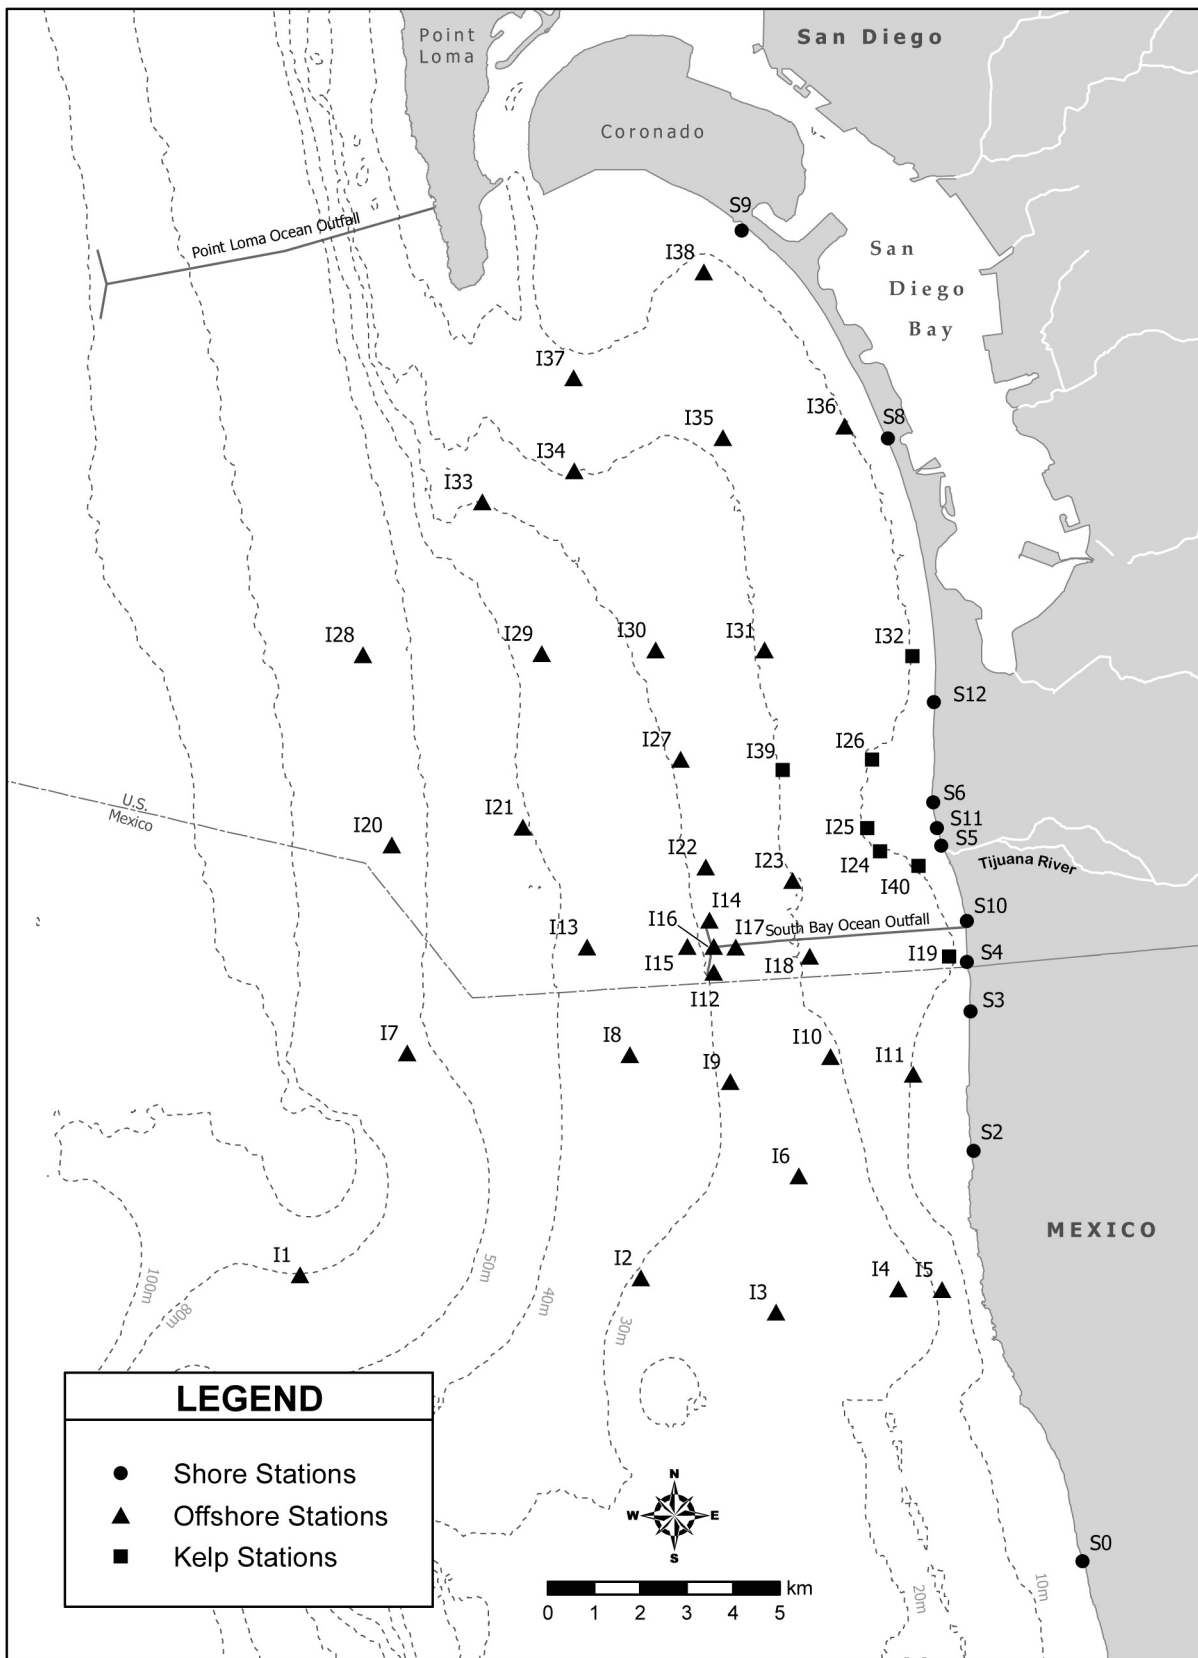 Point
Loma
San Diego
Coronado
S9
Point Loma Ocean Outfall
San
Diego
Bay
I38
I37
I36
I35
S8
I34
I33
I28
I29
I30
I31
I32
S12
I27
I39
I26
U.S.
Mexico
S6
I21
I25
S11
S5
I20
I22
I23
I24
I40
Tijuana River
I14
South Bay Ocean Outfall
S10
I13
I16
I17
I15
I18
I19
S4
I12
S3
I7
I8
I9
I10
I11
S2
I6
MEXICO
I1
I2
I3
I4
I5
100m
80m
50m
40m
30m
LEGEND
Shore Stations
Offshore Stations
Kelp Stations
N
W
E
S
S0
km
0 1 2 3 4 5
20m
10m